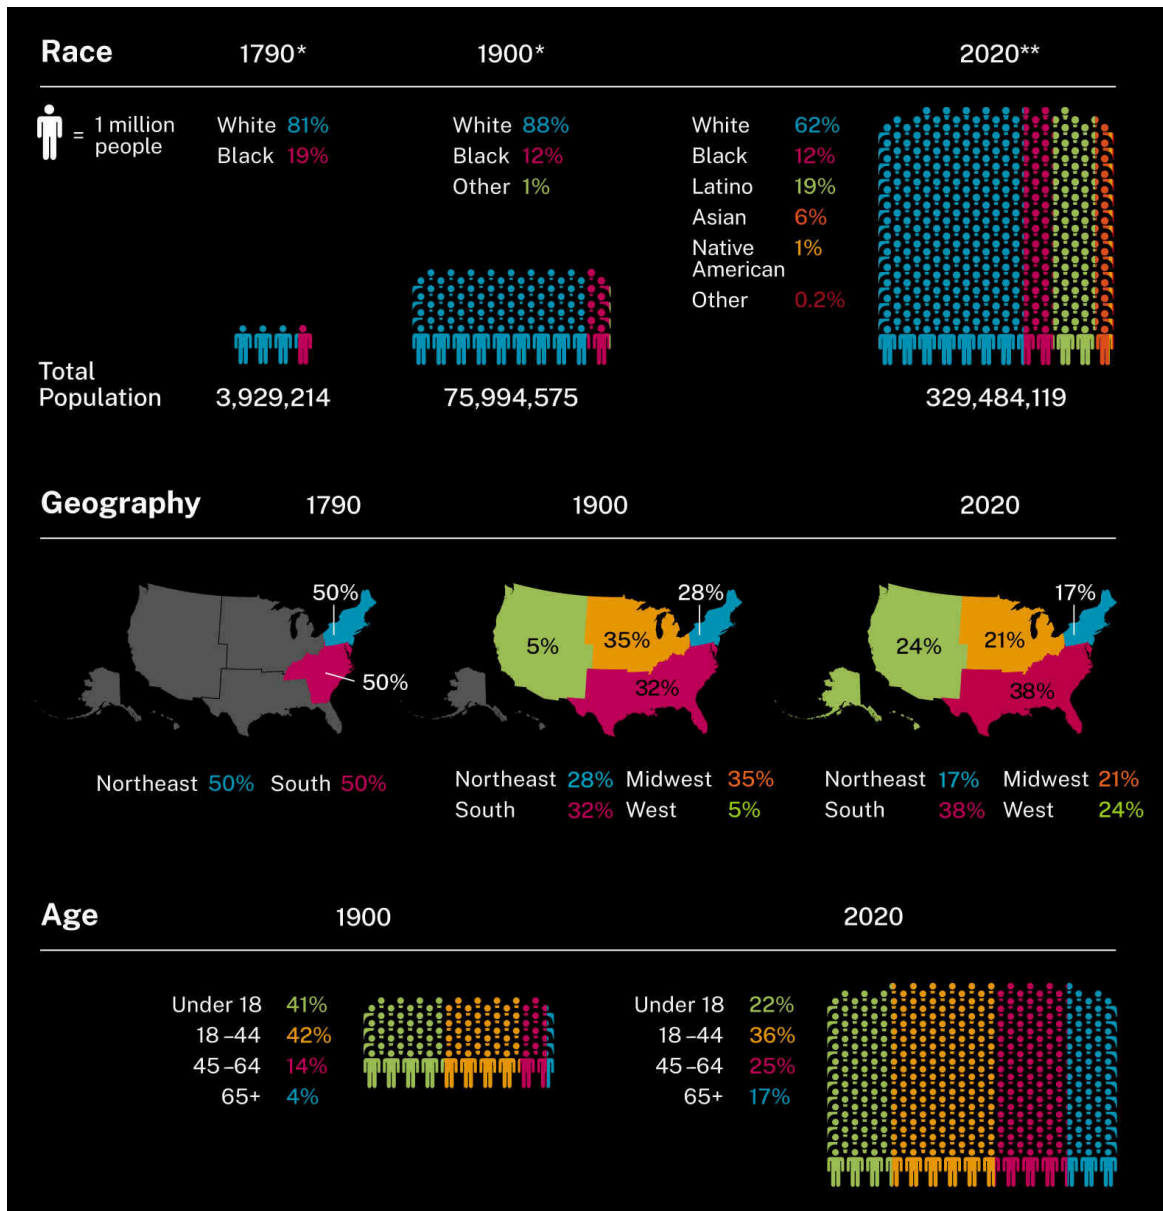 Race 1790* 1900* 2020**
= 1 million
people
White 81%
Black 19%
White 88%
Black 12%
Other 1%
White 62%
Black 12%
Latino 19%
Asian 6%
Native 1%
American
Other 0.2%
Total
Population 3,929,214 75,994,575 329,484,119
Geography 1790 1900 2020
50%
50%
Northeast 50% South 50%
28%
5% 35%
32%
Northeast 28% Midwest 35%
South 32% West 5%
17%
24% 21%
38%
Northeast 17% Midwest 21%
South 38% West 24%
Age 1900 2020
Under 18 41%
18–44 42%
45–64 14%
65+ 4%
Under 18 22%
18–44 36%
45–64 25%
65+ 17%